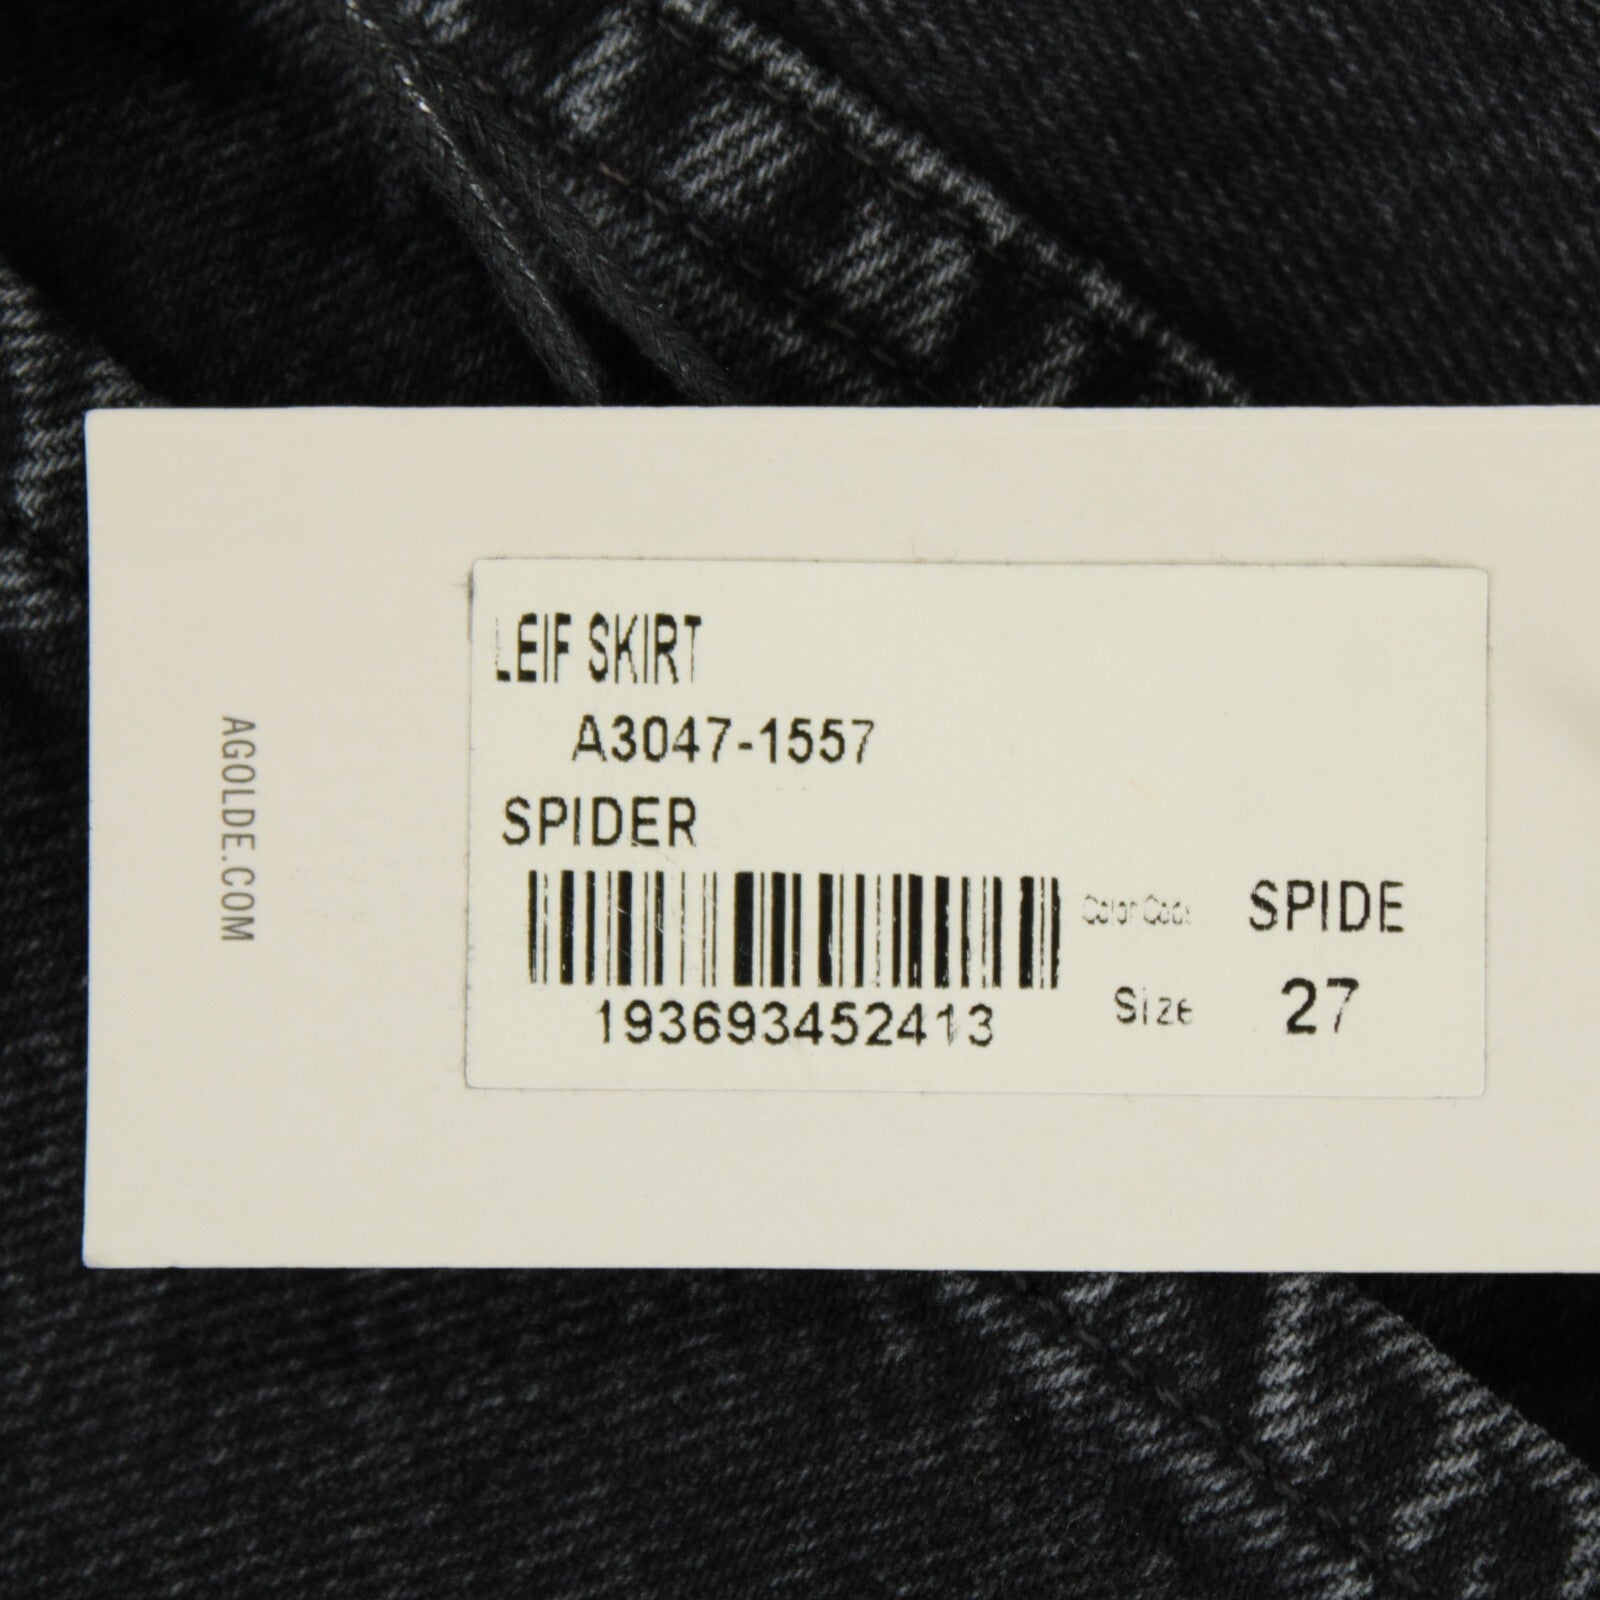 AGOLDE.COM
LEIF SKIRT
A3047-1557
SPIDER
Color Code SPIDE
193693452413
Size 27